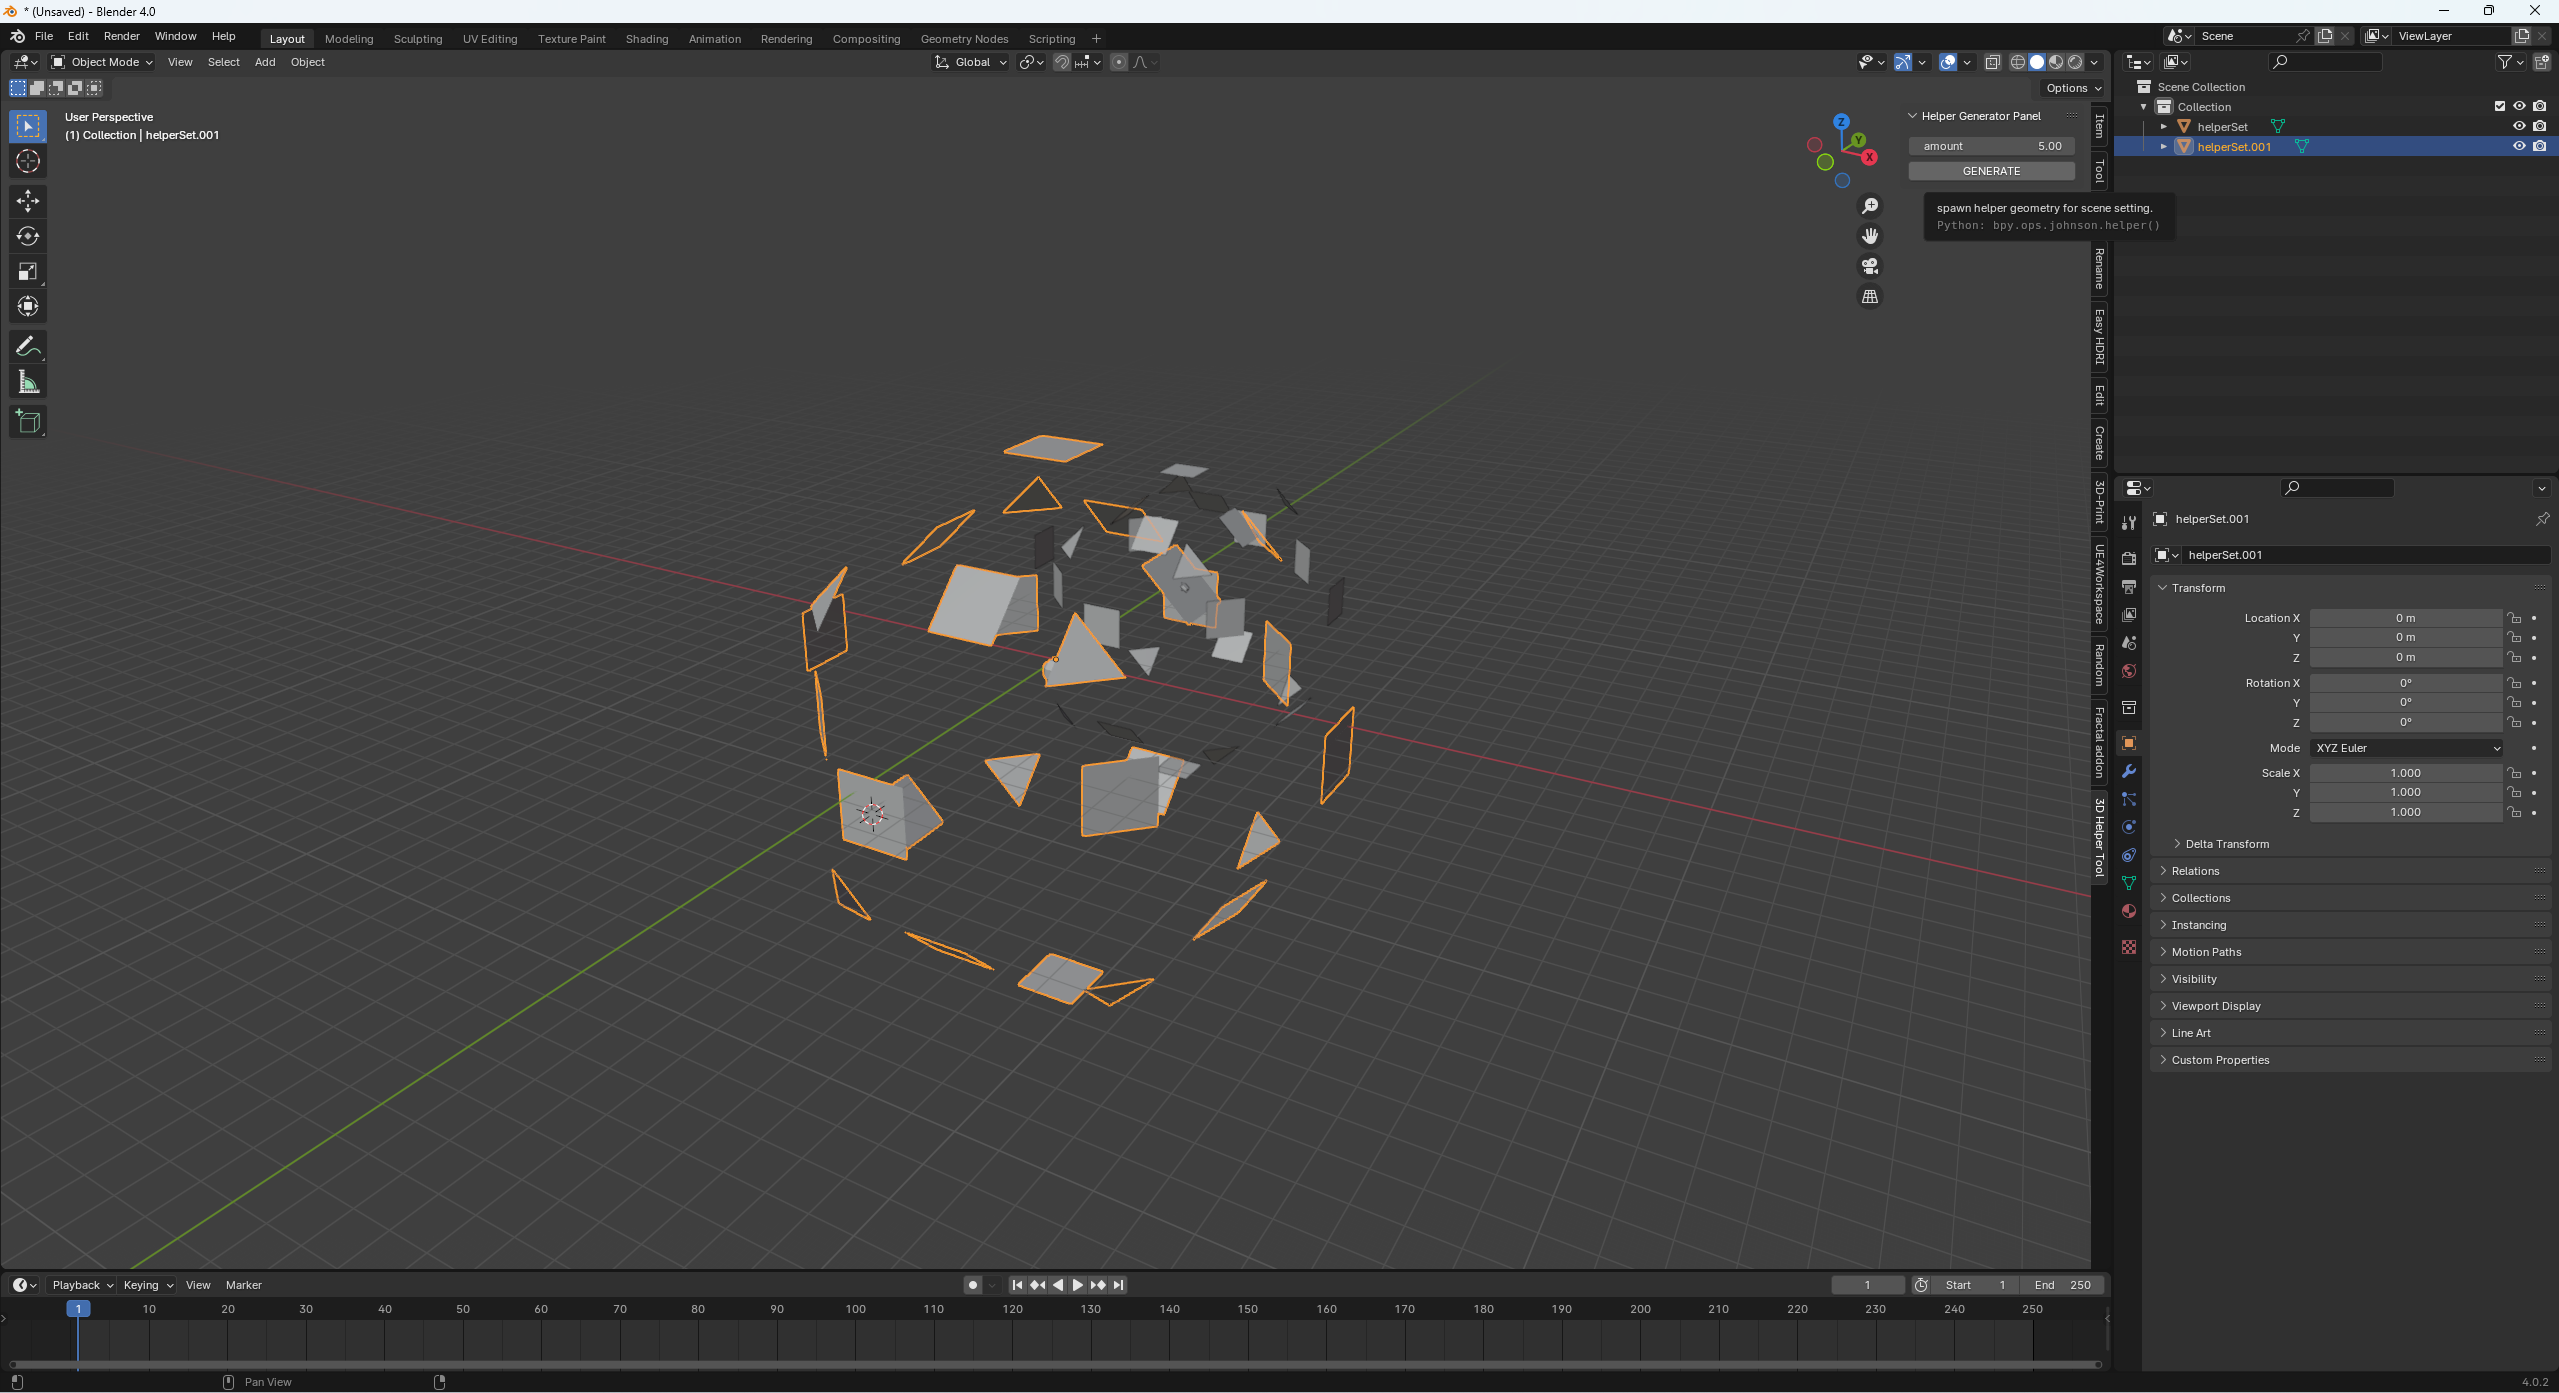 * (Unsaved) - Blender 4.0
File Edit Render Window Help Layout Modeling Sculpting UV Editing Texture Paint Shading Animation Rendering Compositing Geometry Nodes Scripting + Scene ViewLayer
Object Mode View Select Add Object Global
Options
User Perspective
(1) Collection | helperSet.001
Z
Y
X
Helper Generator Panel
amount 5.00
GENERATE
spawn helper geometry for scene setting.
Python: bpy.ops.johnson.helper()
Item
Tool
Rename
Easy HDRI
Edit
Create
3D-Print
UE4Workspace
Random
Fractal addon
3D Helper Tool
Scene Collection
Collection
helperSet
helperSet.001
helperSet.001
helperSet.001
Transform
Location X 0 m
Y 0 m
Z 0 m
Rotation X 0°
Y 0°
Z 0°
Mode XYZ Euler
Scale X 1.000
Y 1.000
Z 1.000
Delta Transform
Relations
Collections
Instancing
Motion Paths
Visibility
Viewport Display
Line Art
Custom Properties
Playback Keying View Marker 1 Start 1 End 250
1 10 20 30 40 50 60 70 80 90 100 110 120 130 140 150 160 170 180 190 200 210 220 230 240 250
Pan View
4.0.2